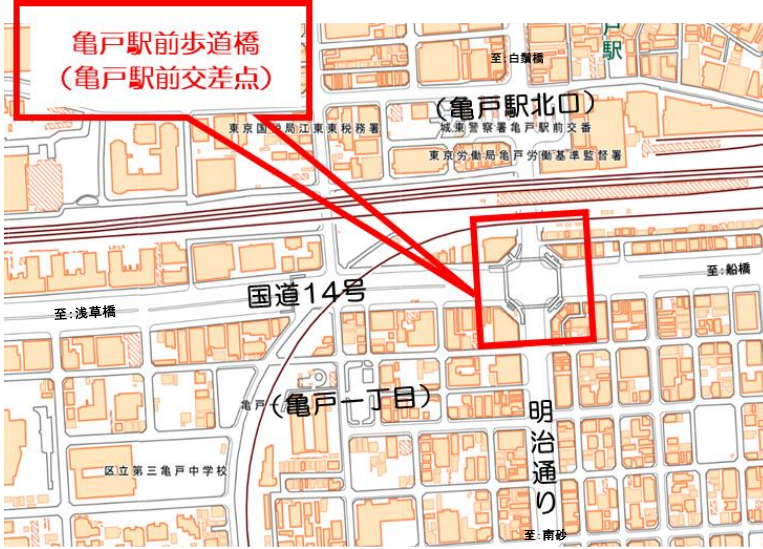 亀戸駅前歩道橋
（亀戸駅前交差点）
戸駅
至:白鬚橋
（亀戸駅北口）
東京国税局江東東税務署
城東警察署亀戸駅前交番
東京労働局亀戸労働基準監督署
至:船橋
国道14号
至:浅草橋
亀戸
（亀戸一丁目）
明治通り
区立第三亀戸中学校
至:南砂